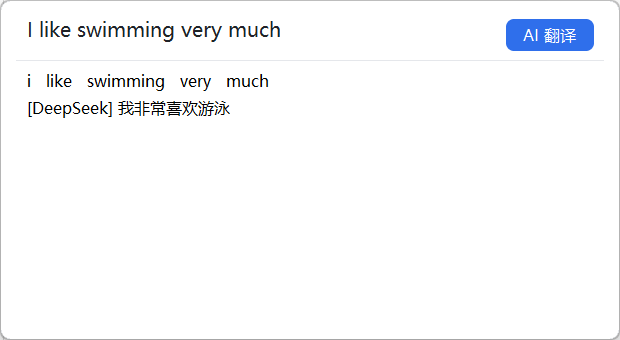 I like swimming very much
AI 翻译
i like swimming very much
[DeepSeek] 我非常喜欢游泳